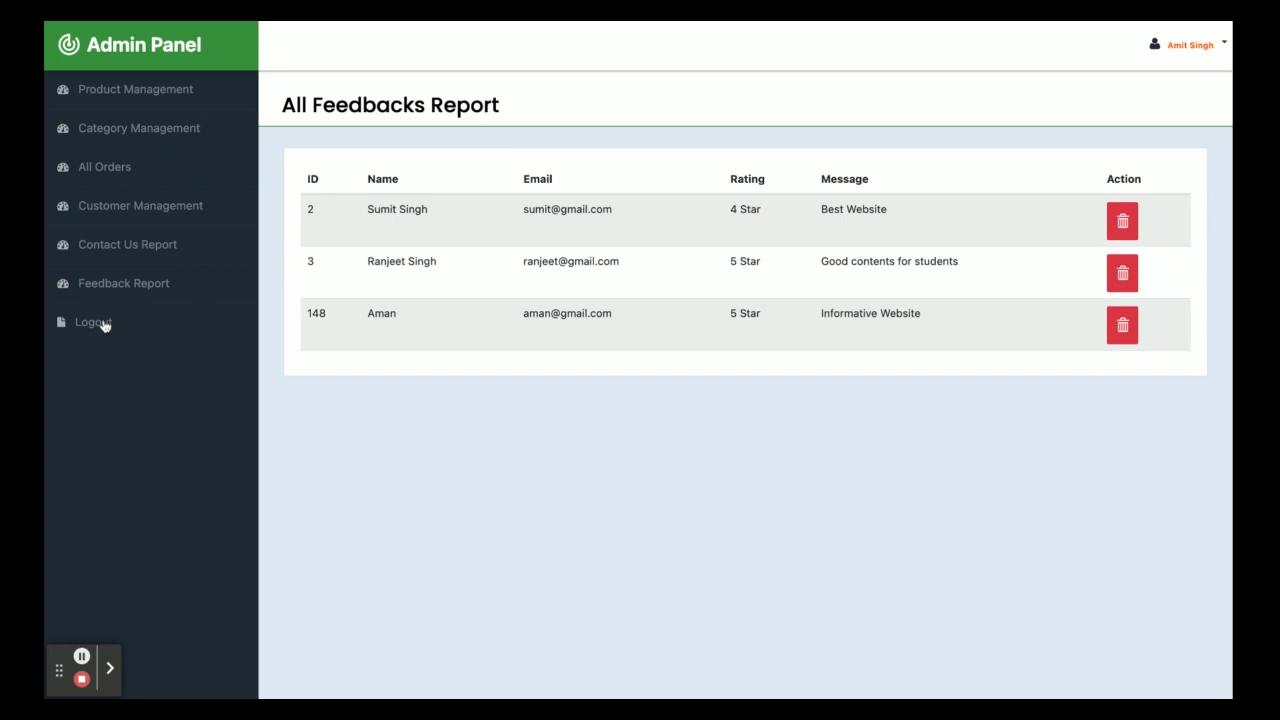 Admin Panel
Amit Singh
Product Management
Category Management
All Orders
Customer Management
Contact Us Report
Feedback Report
Logout
All Feedbacks Report
ID Name Email Rating Message Action
2 Sumit Singh sumit@gmail.com 4 Star Best Website
3 Ranjeet Singh ranjeet@gmail.com 5 Star Good contents for students
148 Aman aman@gmail.com 5 Star Informative Website